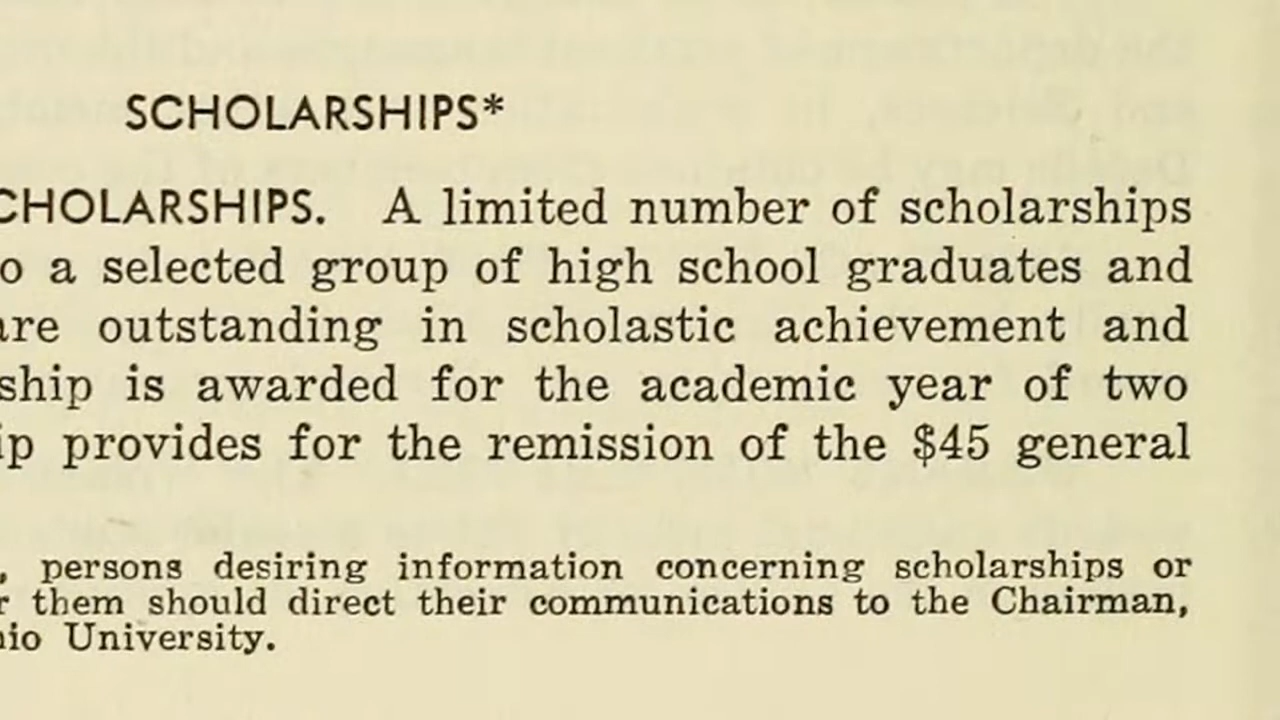 SCHOLARSHIPS*
CHOLARSHIPS. A limited number of scholarships
o a selected group of high school graduates and
are outstanding in scholastic achievement and
ship is awarded for the academic year of two
ip provides for the remission of the $45 general
, persons desiring information concerning scholarships or
r them should direct their communications to the Chairman,
nio University.